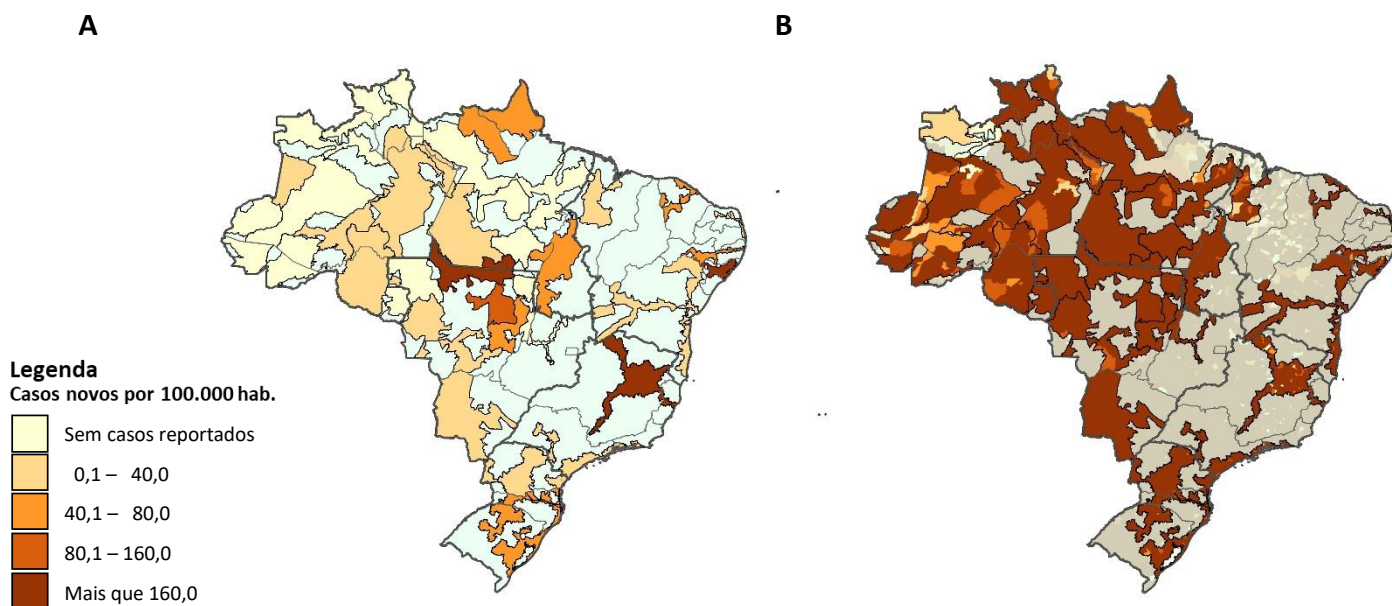 A
B
Legenda
Casos novos por 100.000 hab.
Sem casos reportados
0,1 – 40,0
40,1 – 80,0
80,1 – 160,0
Mais que 160,0